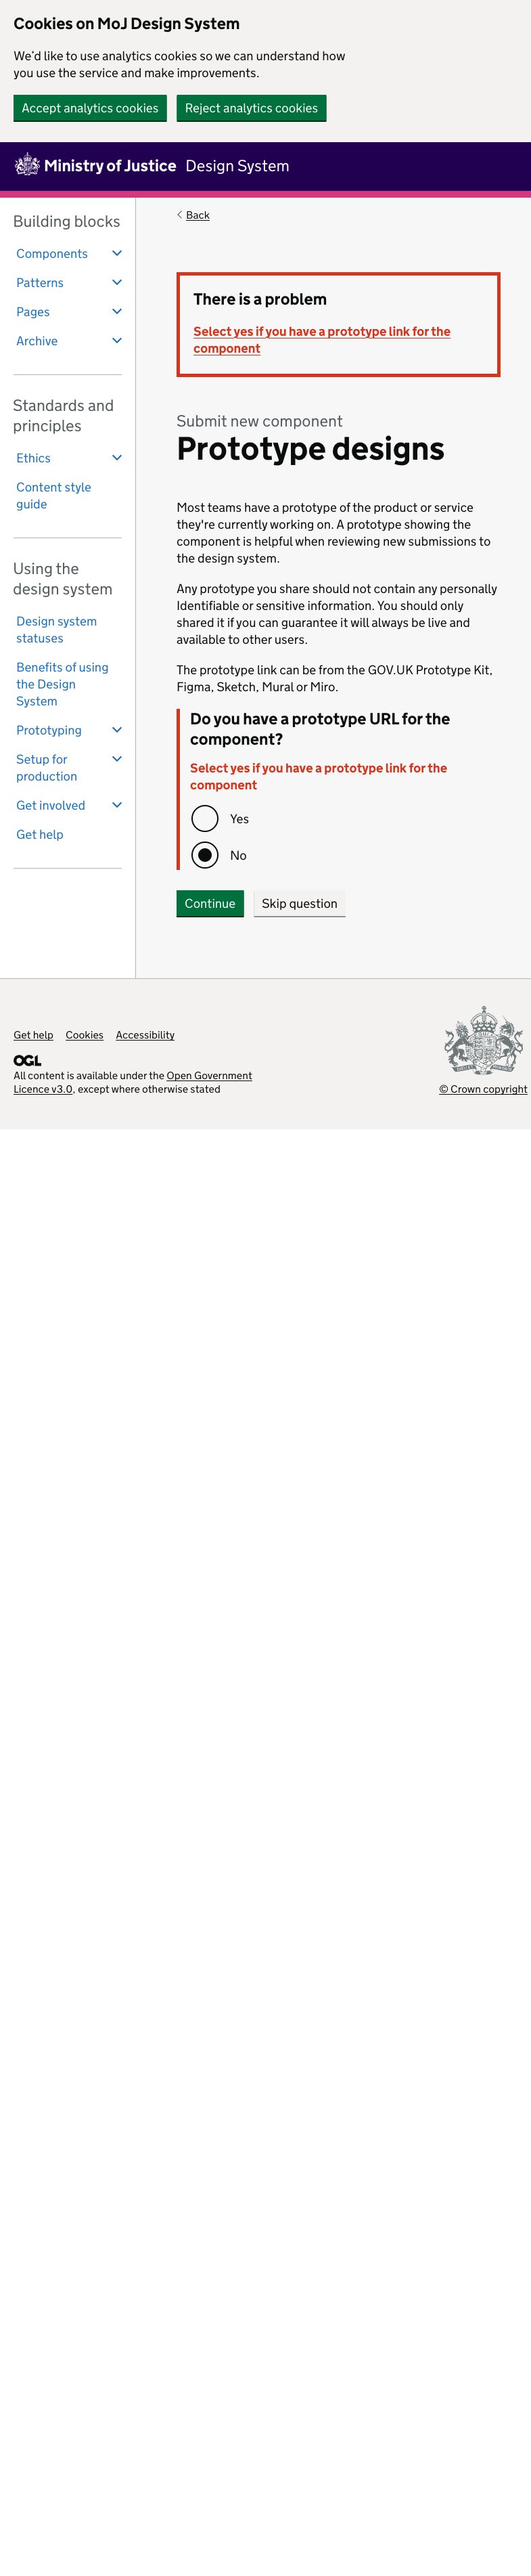 Cookies on MoJ Design System
We’d like to use analytics cookies so we can understand how
you use the service and make improvements.
Accept analytics cookies
Reject analytics cookies
Ministry of Justice
Design System
Building blocks
Components
Patterns
Pages
Archive
Standards and
principles
Ethics
Content style
guide
Using the
design system
Design system
statuses
Benefits of using
the Design
System
Prototyping
Setup for
production
Get involved
Get help
Back
There is a problem
Select yes if you have a prototype link for the
component
Submit new component
Prototype designs
Most teams have a prototype of the product or service
they're currently working on. A prototype showing the
component is helpful when reviewing new submissions to
the design system.
Any prototype you share should not contain any personally
Identifiable or sensitive information. You should only
shared it if you can guarantee it will always be live and
available to other users.
The prototype link can be from the GOV.UK Prototype Kit,
Figma, Sketch, Mural or Miro.
Do you have a prototype URL for the
component?
Select yes if you have a prototype link for the
component
Yes
No
Continue
Skip question
Get help
Cookies
Accessibility
OGL
All content is available under the Open Government
Licence v3.0, except where otherwise stated
© Crown copyright